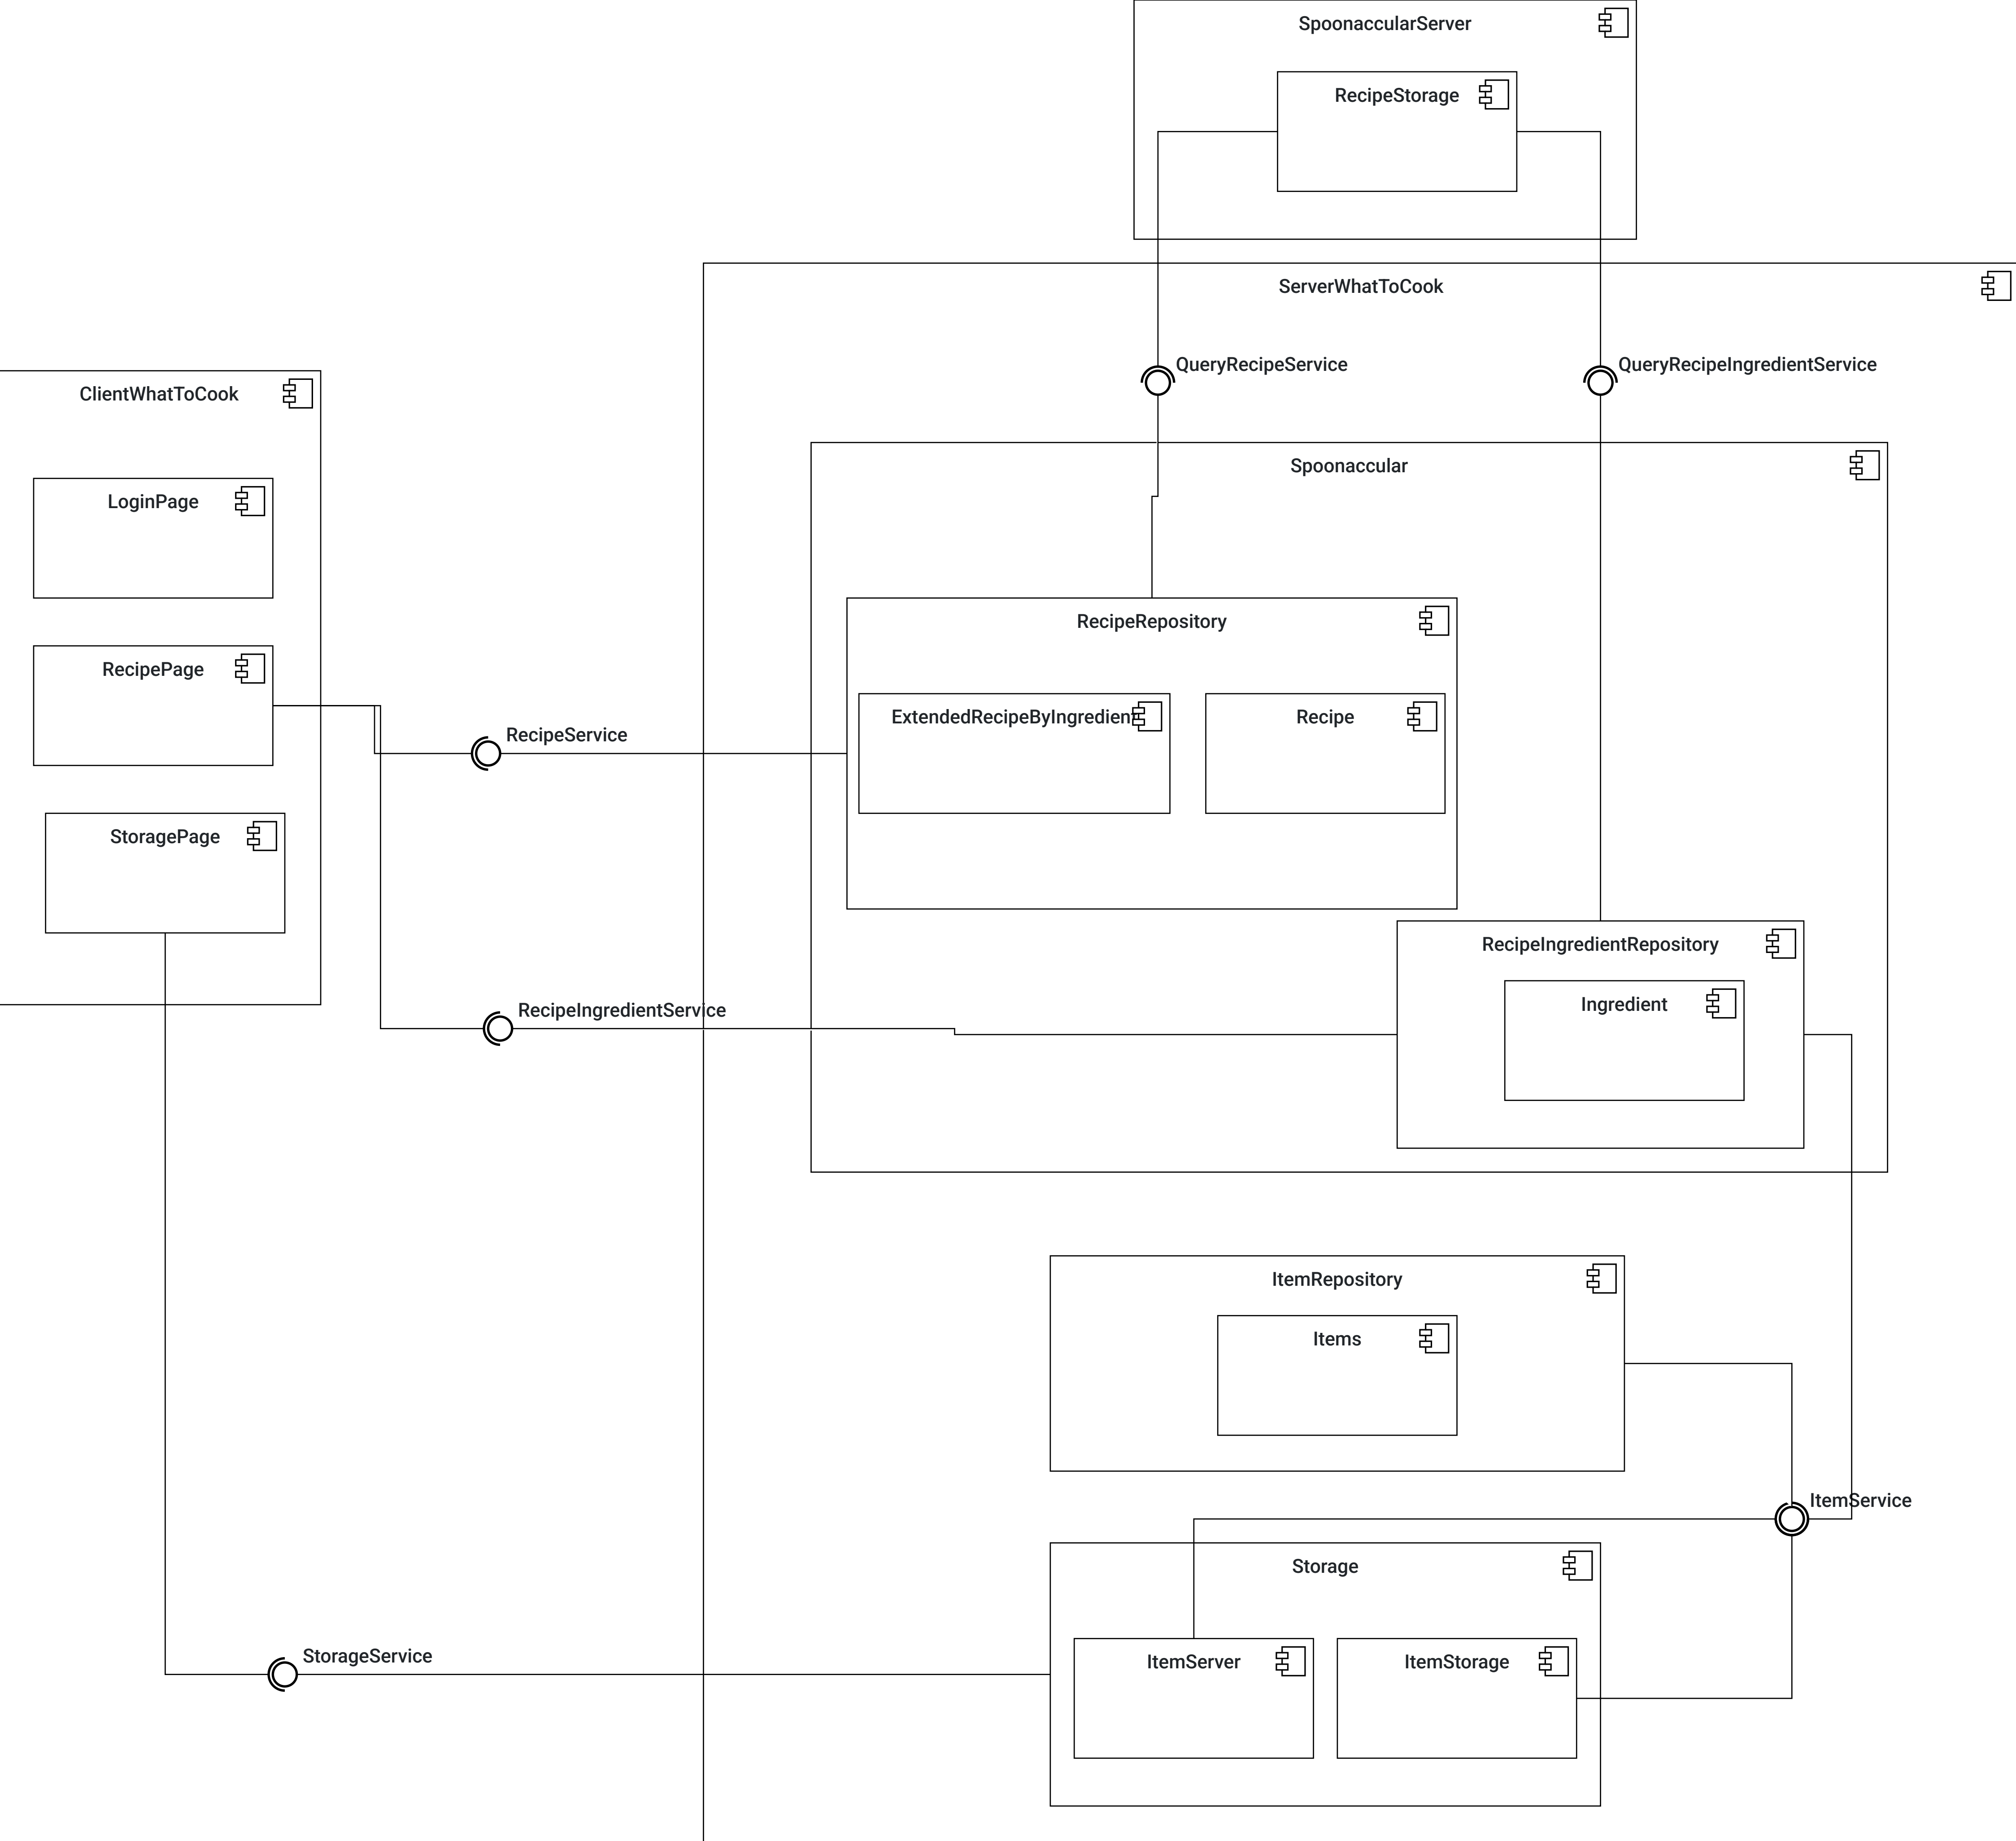 SpoonaccularServer
RecipeStorage
ServerWhatToCook
QueryRecipeService
QueryRecipeIngredientService
ClientWhatToCook
Spoonaccular
LoginPage
RecipeRepository
RecipePage
ExtendedRecipeByIngredient
Recipe
RecipeService
StoragePage
RecipeIngredientRepository
Ingredient
RecipeIngredientService
ItemRepository
Items
ItemService
Storage
StorageService
ItemServer
ItemStorage